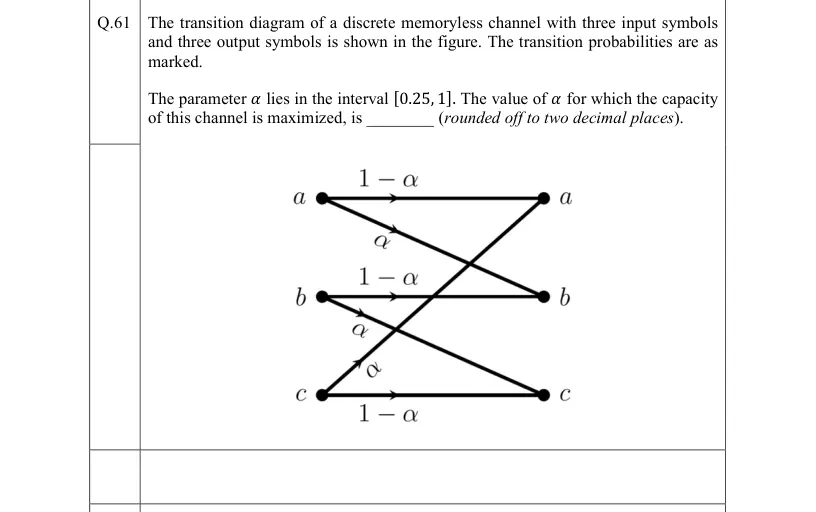 Q.61 The transition diagram of a discrete memoryless channel with three input symbols
and three output symbols is shown in the figure. The transition probabilities are as
marked.
The parameter α lies in the interval [0.25, 1]. The value of α for which the capacity
of this channel is maximized, is ________ (rounded off to two decimal places).
1 − α
a a
α
1 − α
b b
α
α
c c
1 − α